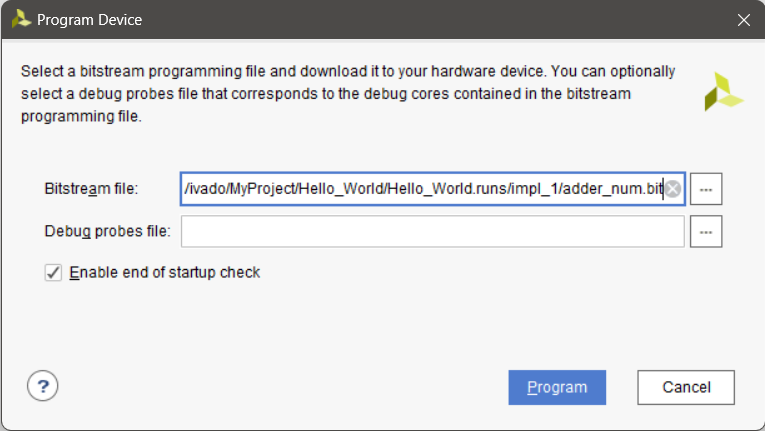 Program Device
Select a bitstream programming file and download it to your hardware device. You can optionally
select a debug probes file that corresponds to the debug cores contained in the bitstream
programming file.
Bitstream file: /ivado/MyProject/Hello_World/Hello_World.runs/impl_1/adder_num.bit ...
Debug probes file: ...
Enable end of startup check
? Program Cancel